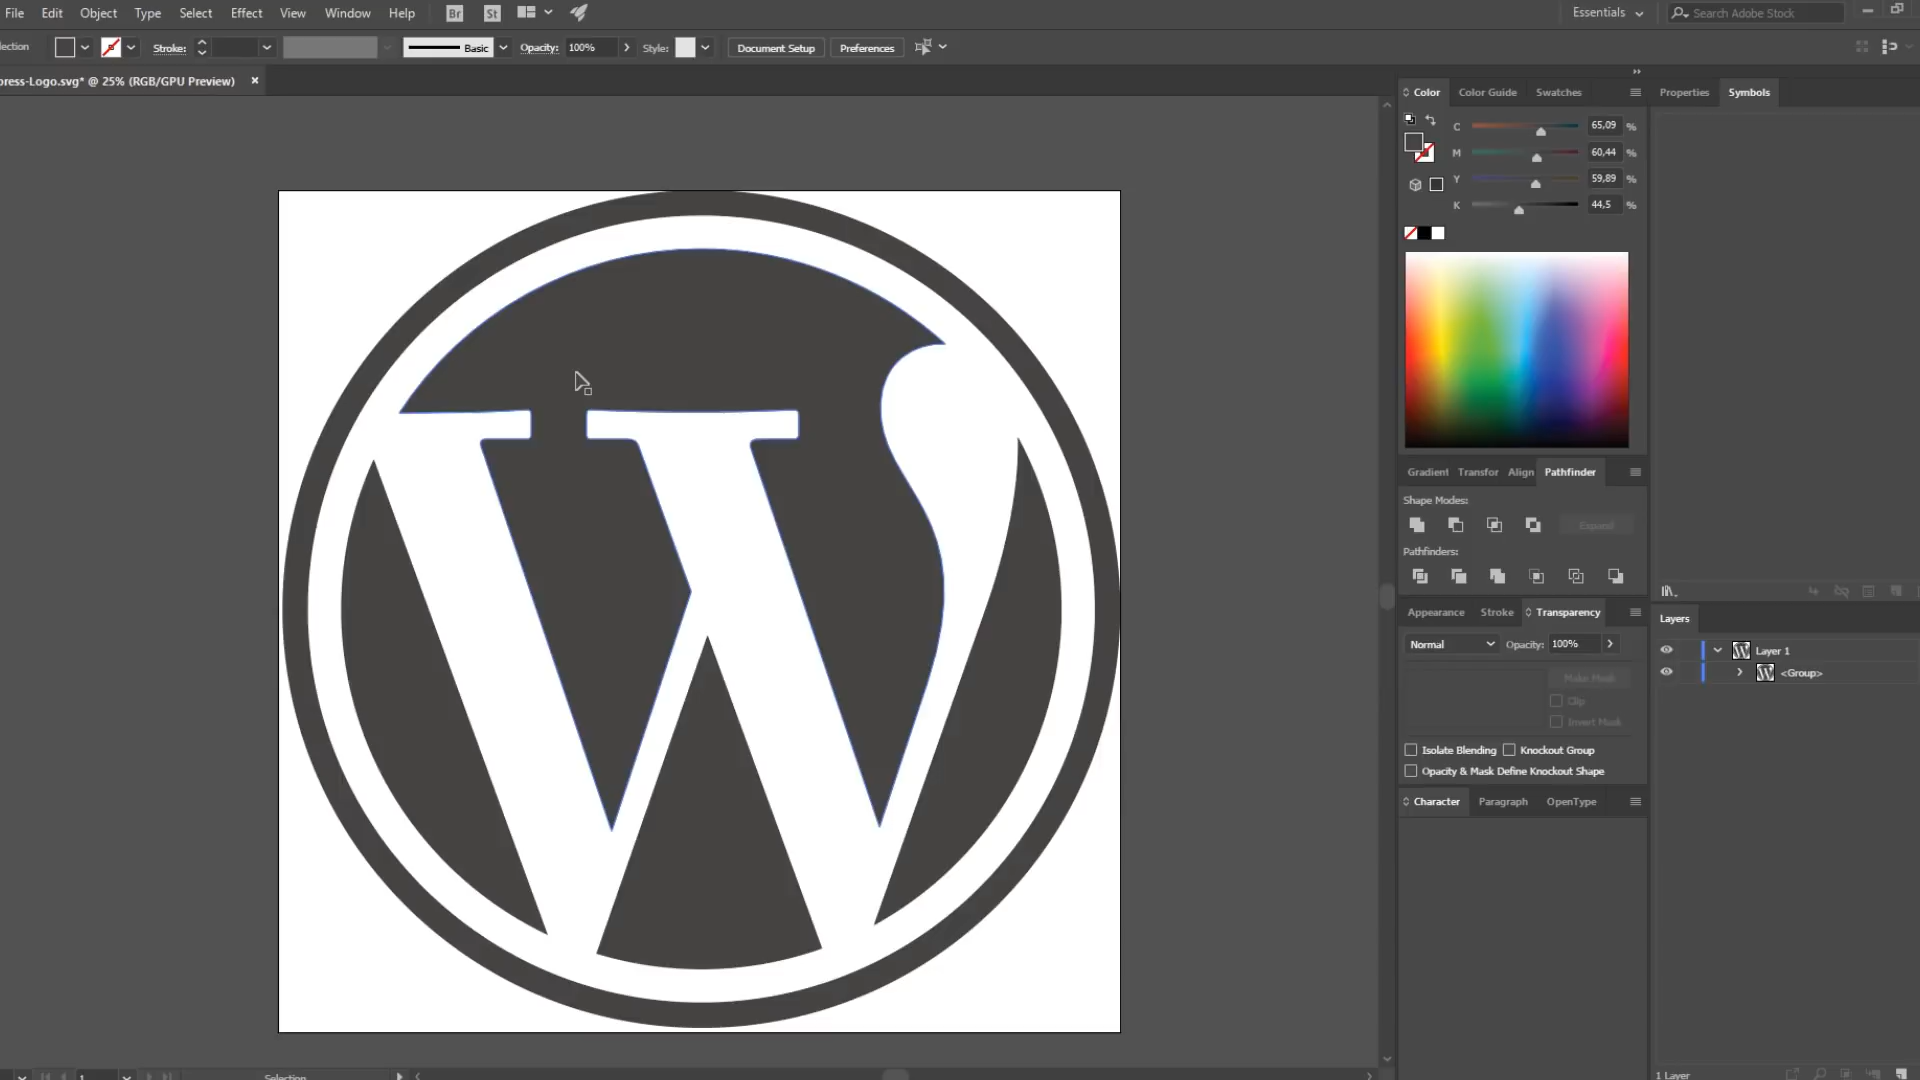 File Edit Object Type Select Effect View Window Help Br St Essentials Search Adobe Stock
lection Stroke: Basic Opacity: 100% Style: Document Setup Preferences
press-Logo.svg* @ 25% (RGB/GPU Preview) ×
Color Color Guide Swatches Properties Symbols
C 65,09 %
M 60,44 %
Y 59,89 %
K 44,5 %
W
Gradient Transfor Align Pathfinder
Shape Modes:
Expand
Pathfinders:
Appearance Stroke Transparency
Layers
Normal Opacity: 100%
Layer 1
<Group>
Make Mask
Clip
Invert Mask
Isolate Blending Knockout Group
Opacity & Mask Define Knockout Shape
Character Paragraph OpenType
1 Selection 1 Layer